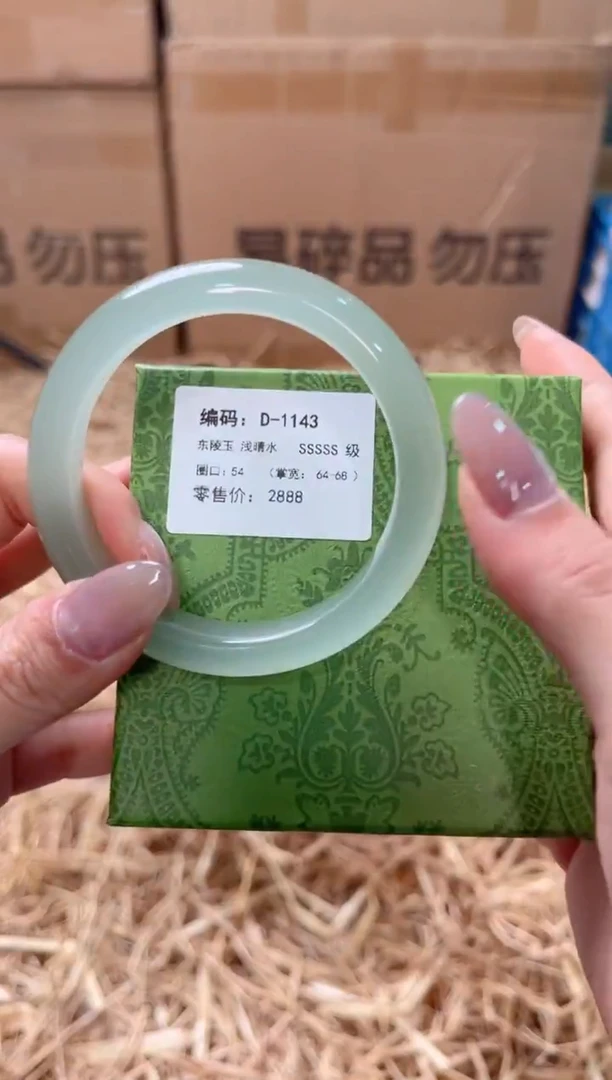 品 勿压
易碎品 勿压
编码：D-1143
东陵玉 浅晴水 SSSSS 级
圈口：54 （掌宽： 64-68 ）
零售价： 2888